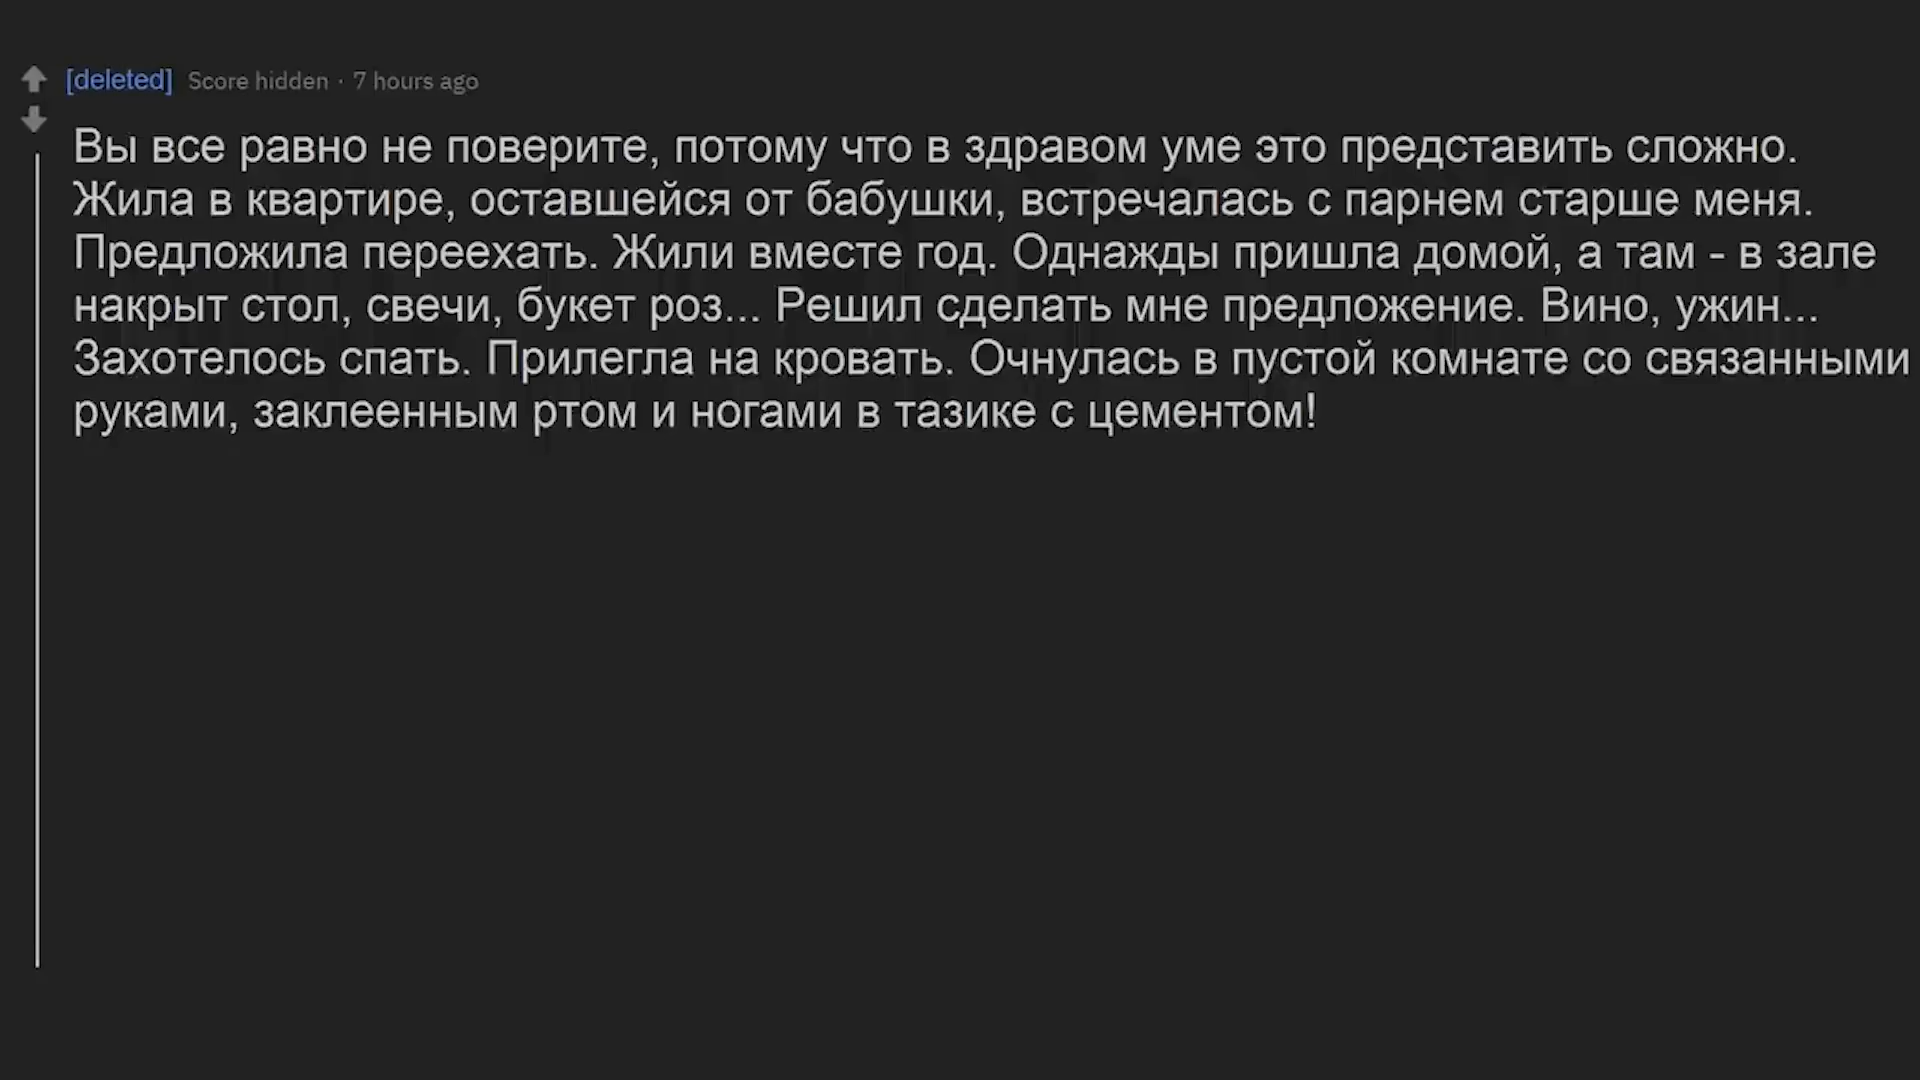 [deleted] Score hidden · 7 hours ago
Вы все равно не поверите, потому что в здравом уме это представить сложно.
Жила в квартире, оставшейся от бабушки, встречалась с парнем старше меня.
Предложила переехать. Жили вместе год. Однажды пришла домой, а там - в зале
накрыт стол, свечи, букет роз... Решил сделать мне предложение. Вино, ужин...
Захотелось спать. Прилегла на кровать. Очнулась в пустой комнате со связанными
руками, заклеенным ртом и ногами в тазике с цементом!